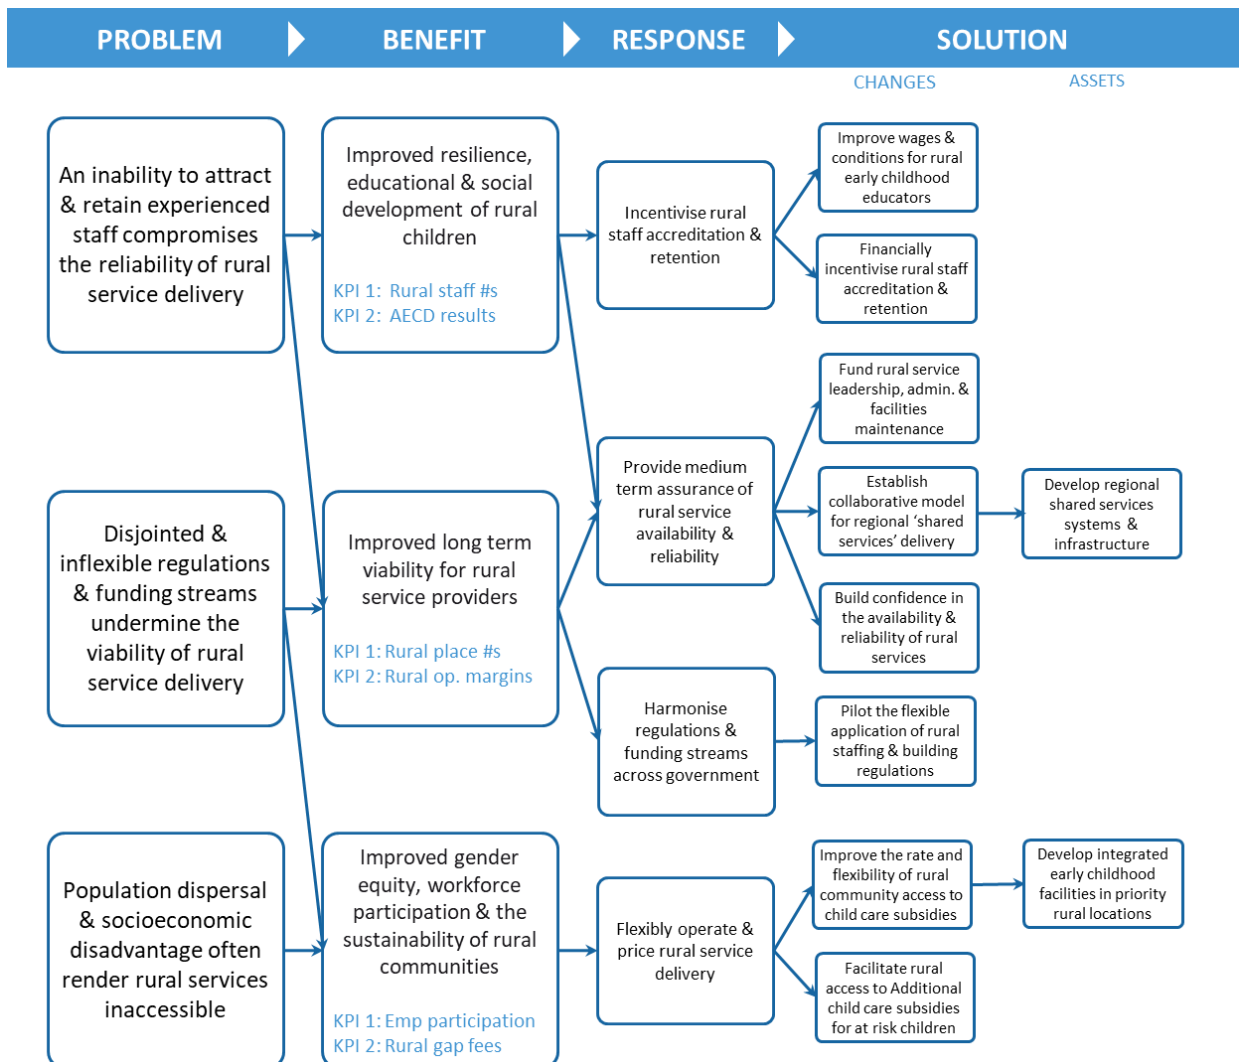 PROBLEM
BENEFIT
RESPONSE
SOLUTION
CHANGES
ASSETS
An inability to attract
& retain experienced
staff compromises
the reliability of rural
service delivery
Improved resilience,
educational & social
development of rural
children
KPI 1: Rural staff #s
KPI 2: AECD results
Incentivise rural
staff accreditation &
retention
Improve wages &
conditions for rural
early childhood
educators
Financially
incentivise rural staff
accreditation &
retention
Disjointed &
inflexible regulations
& funding streams
undermine the
viability of rural
service delivery
Improved long term
viability for rural
service providers
KPI 1: Rural place #s
KPI 2: Rural op. margins
Provide medium
term assurance of
rural service
availability &
reliability
Fund rural service
leadership, admin. &
facilities
maintenance
Establish
collaborative model
for regional ‘shared
services’ delivery
Develop regional
shared services
systems &
infrastructure
Build confidence in
the availability &
reliability of rural
services
Harmonise
regulations &
funding streams
across government
Pilot the flexible
application of rural
staffing & building
regulations
Population dispersal
& socioeconomic
disadvantage often
render rural services
inaccessible
Improved gender
equity, workforce
participation & the
sustainability of rural
communities
KPI 1: Emp participation
KPI 2: Rural gap fees
Flexibly operate &
price rural service
delivery
Improve the rate and
flexibility of rural
community access to
child care subsidies
Develop integrated
early childhood
facilities in priority
rural locations
Facilitate rural
access to Additional
child care subsidies
for at risk children